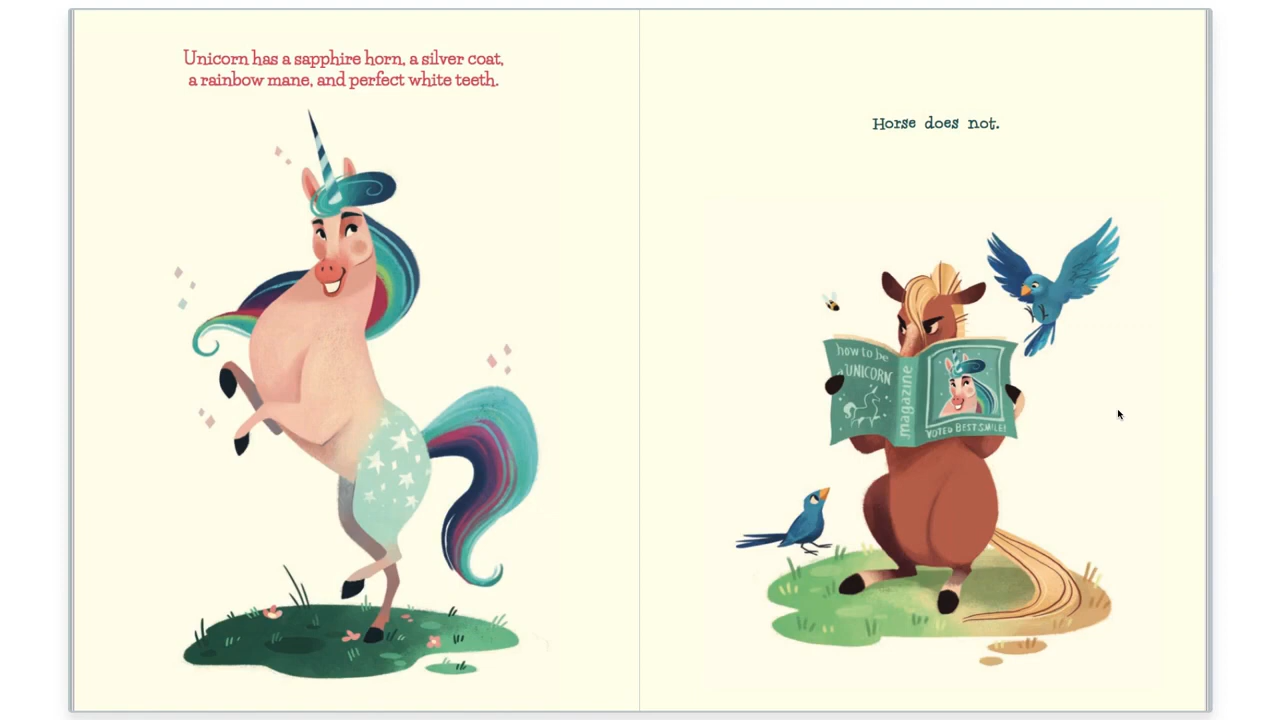 Unicorn has a sapphire horn, a silver coat,
a rainbow mane, and perfect white teeth.
Horse does not.
how to be
a UNICORN
magazine
VOTED BEST SMILE!